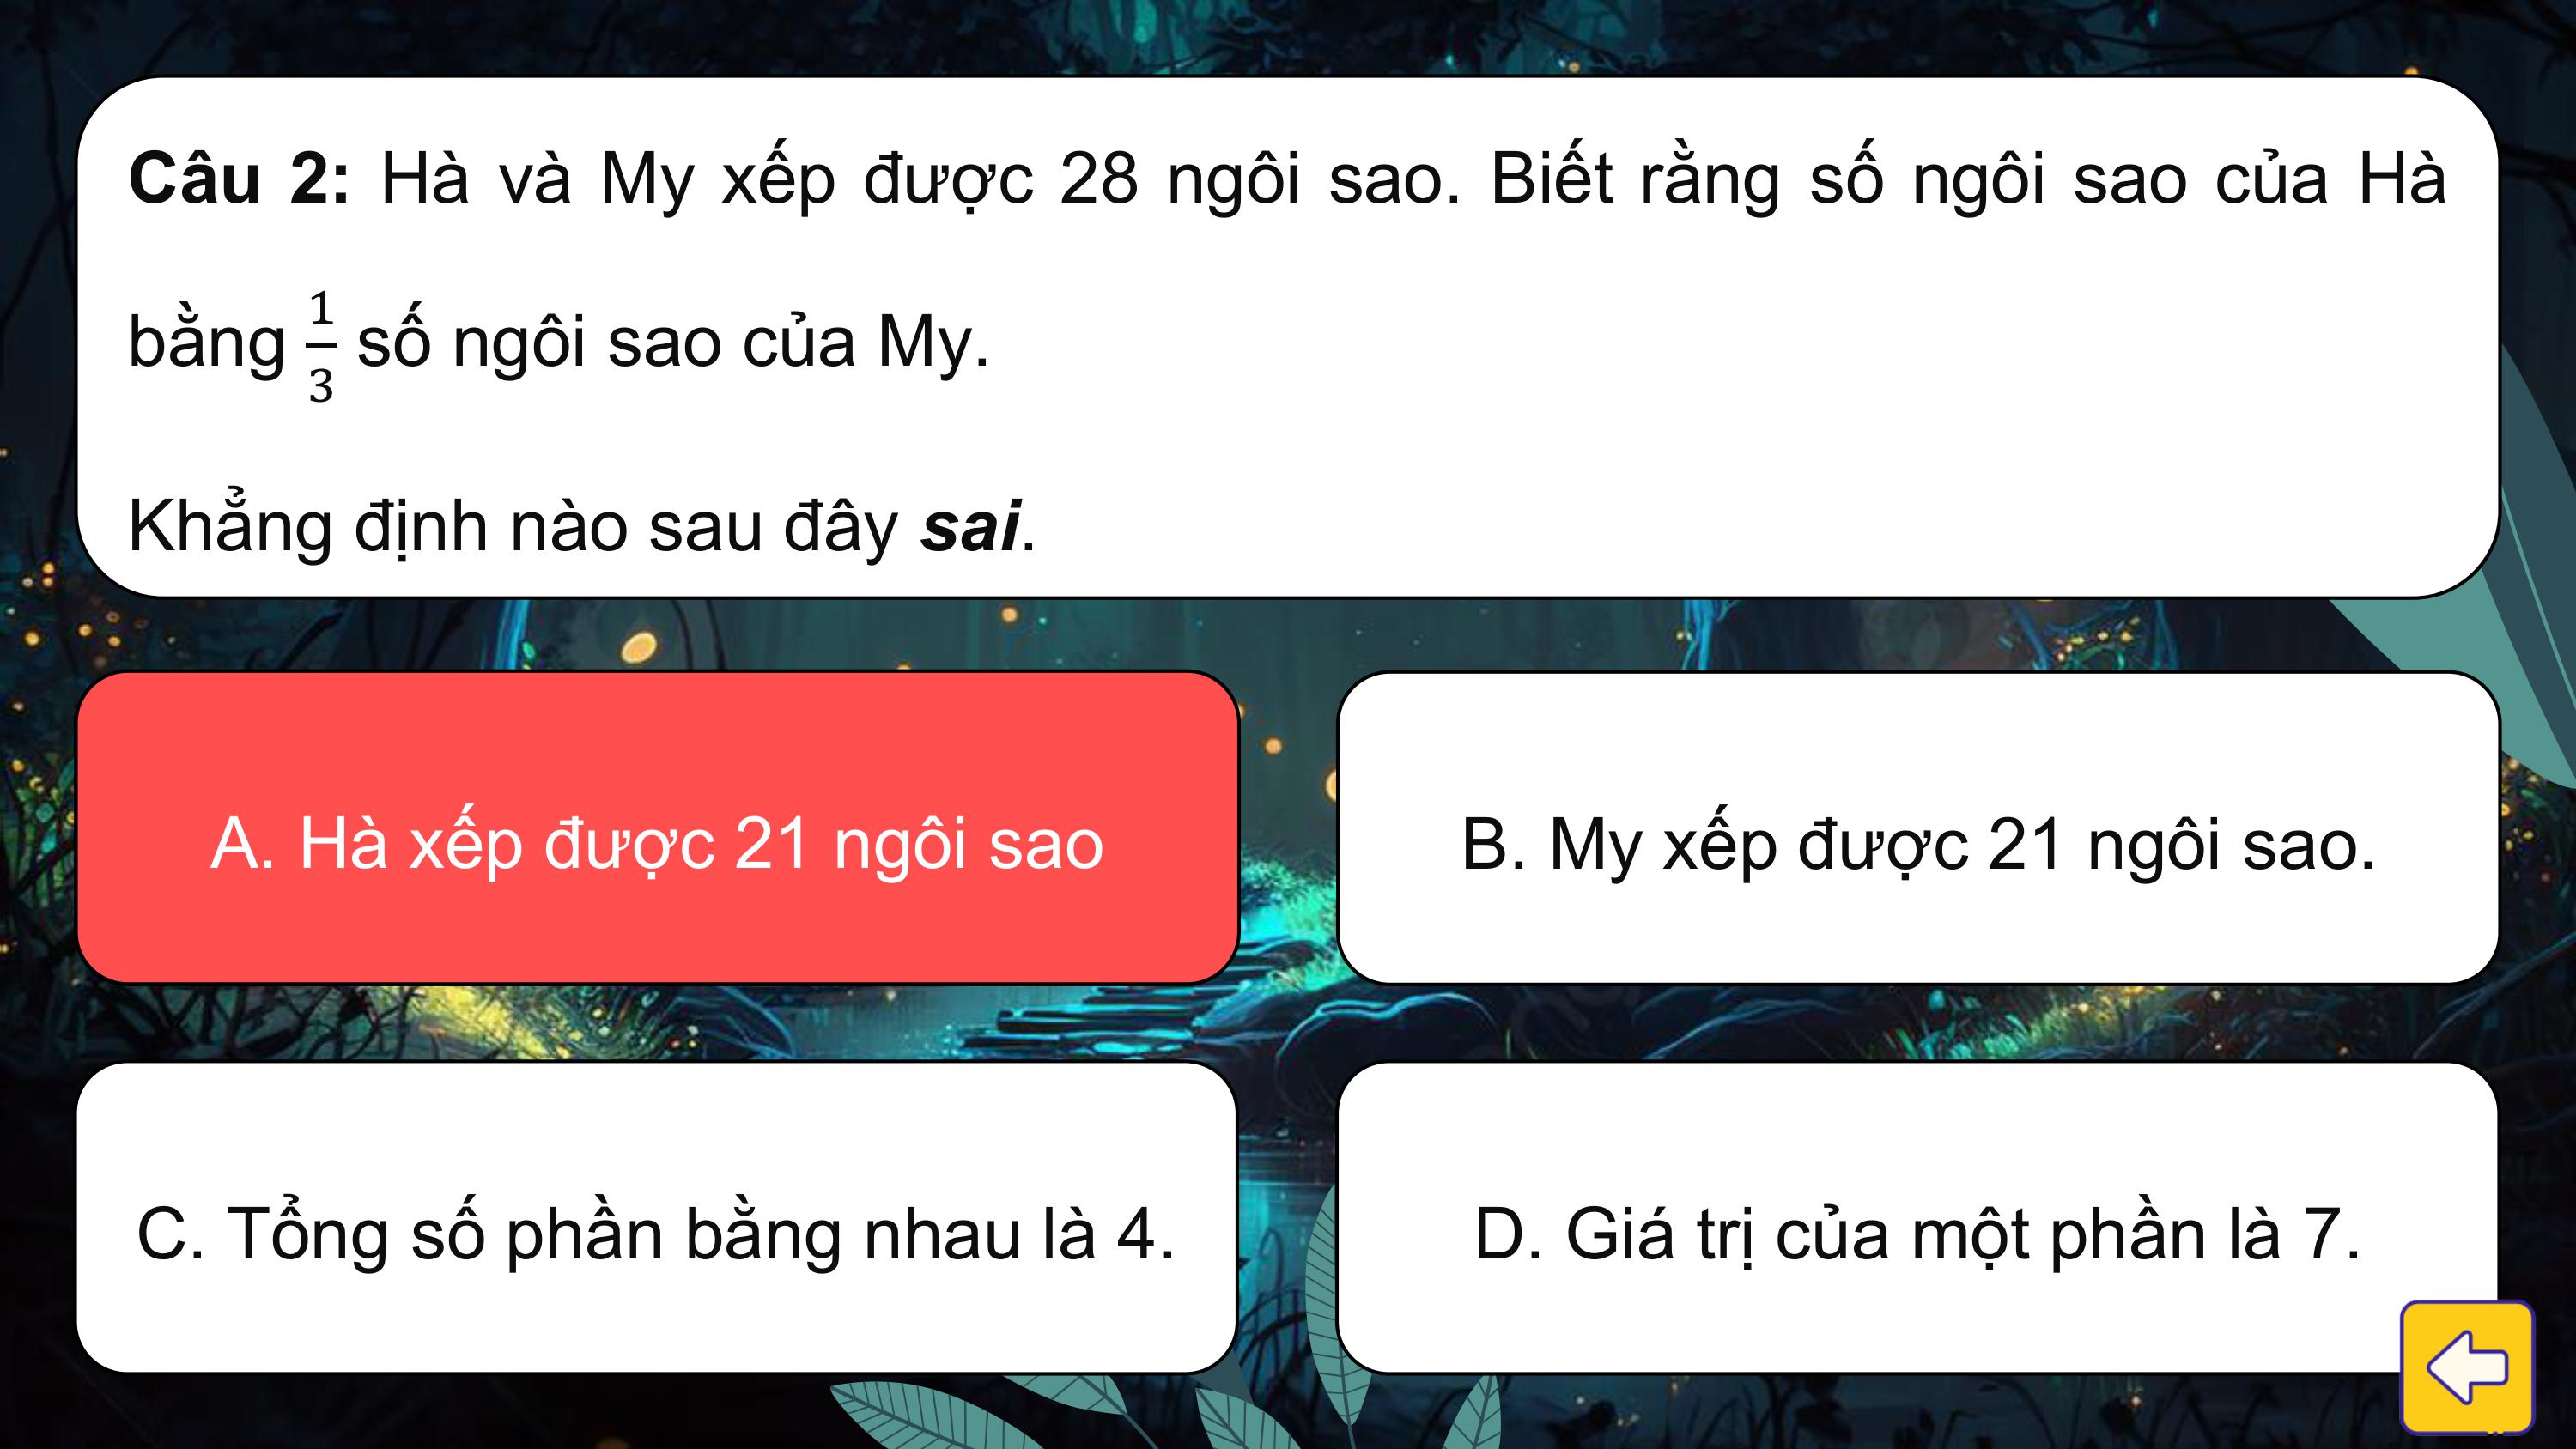 Câu 2: Hà và My xếp được 28 ngôi sao. Biết rằng số ngôi sao của Hà
bằng 1/3 số ngôi sao của My.
Khẳng định nào sau đây sai.
A. Hà xếp được 21 ngôi sao
B. My xếp được 21 ngôi sao.
C. Tổng số phần bằng nhau là 4.
D. Giá trị của một phần là 7.